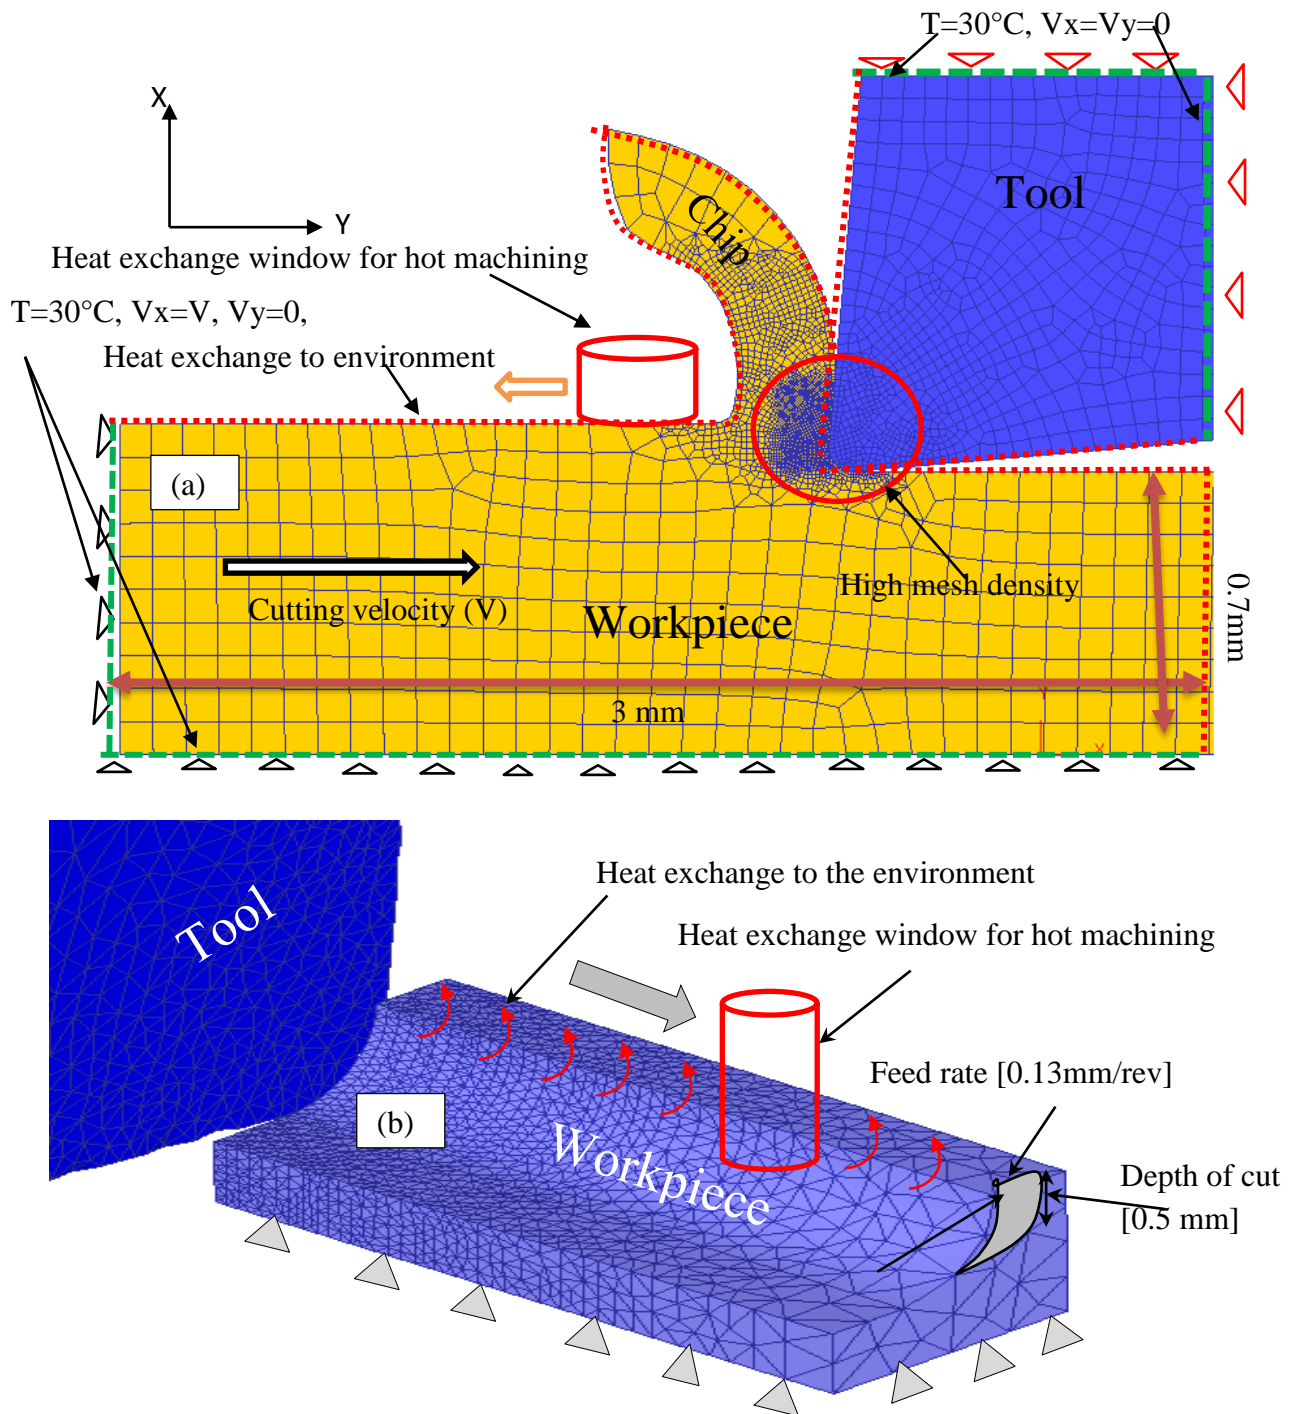 T=30°C, Vx=Vy=0
X
Tool
Chip
Y
Heat exchange window for hot machining
T=30°C, Vx=V, Vy=0,
Heat exchange to environment
(a)
High mesh density
Cutting velocity (V)
Workpiece
0.7mm
3 mm
Y
X
Heat exchange to the environment
Tool
Heat exchange window for hot machining
Feed rate [0.13mm/rev]
(b)
Workpiece
Depth of cut
[0.5 mm]